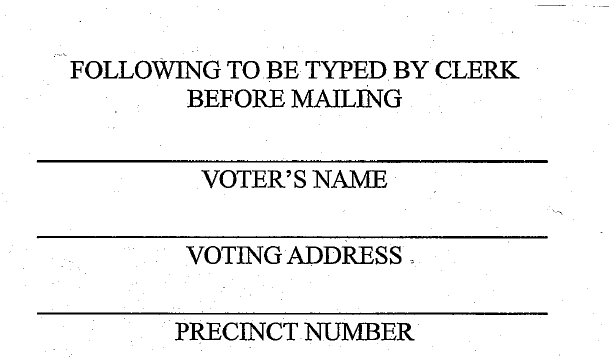 FOLLOWING TO BE TYPED BY CLERK
BEFORE MAILING
VOTER'S NAME
VOTING ADDRESS
PRECINCT NUMBER